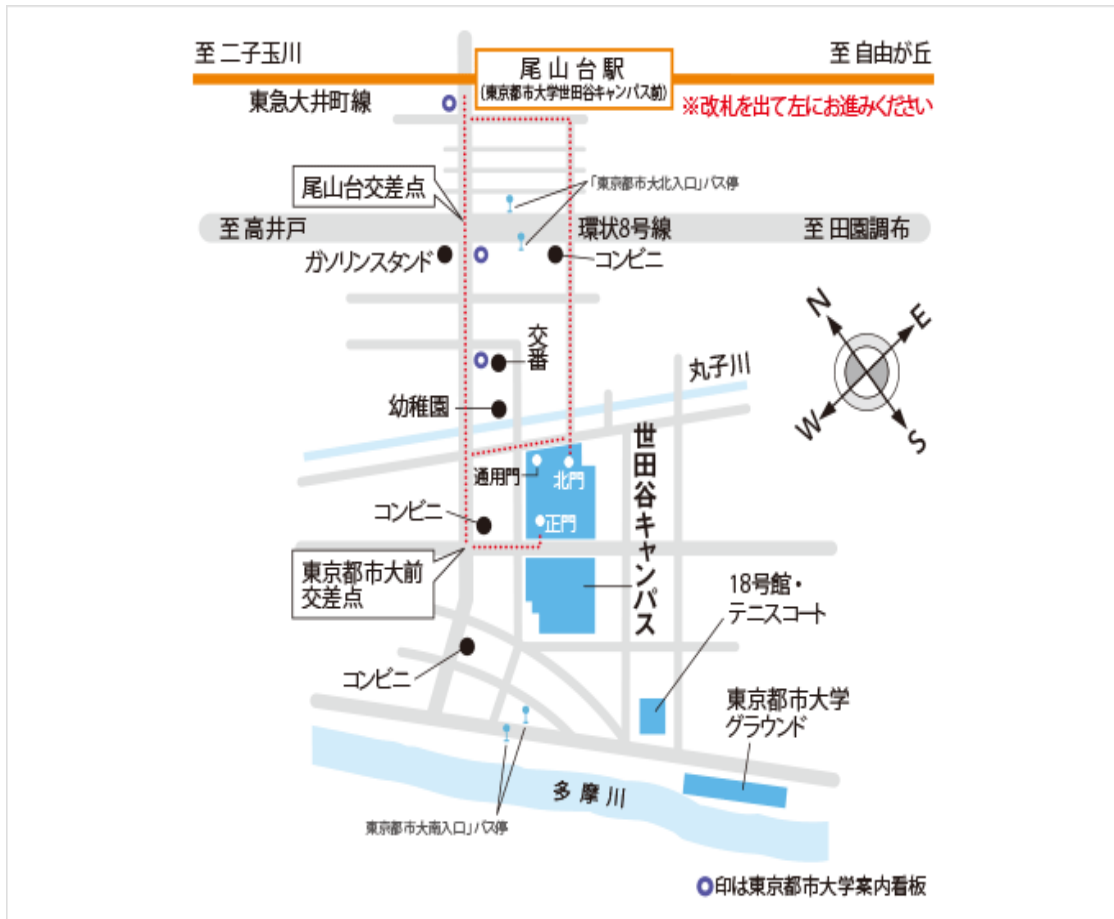 至 二子玉川
尾山台駅
(東京都市大学世田谷キャンパス前)
至 自由が丘
東急大井町線
※改札を出て左にお進みください
尾山台交差点
「東京都市大北入口」バス停
至 高井戸
環状8号線
至 田園調布
ガソリンスタンド
コンビニ
交番
N
E
W
S
丸子川
幼稚園
世田谷キャンパス
通用門
北門
コンビニ
正門
東京都市大前
交差点
18号館・
テニスコート
コンビニ
東京都市大学
グラウンド
多摩川
東京都市大南入口」バス停
印は東京都市大学案内看板